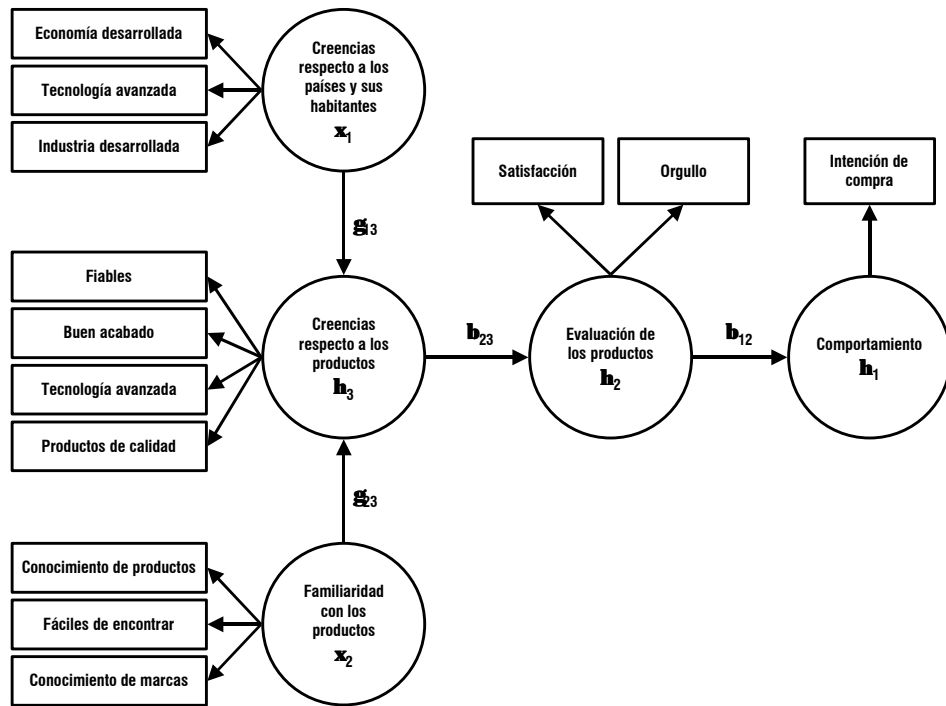 Economía desarrollada
Tecnología avanzada
Industria desarrollada
Creencias
respecto a los
países y sus
habitantes
x1
g13
Satisfacción
Orgullo
Intención de
compra
Fiables
Buen acabado
Tecnología avanzada
Productos de calidad
Creencias
respecto a los
productos
h3
b23
Evaluación de
los productos
h2
b12
Comportamiento
h1
g23
Conocimiento de productos
Fáciles de encontrar
Conocimiento de marcas
Familiaridad
con los
productos
x2